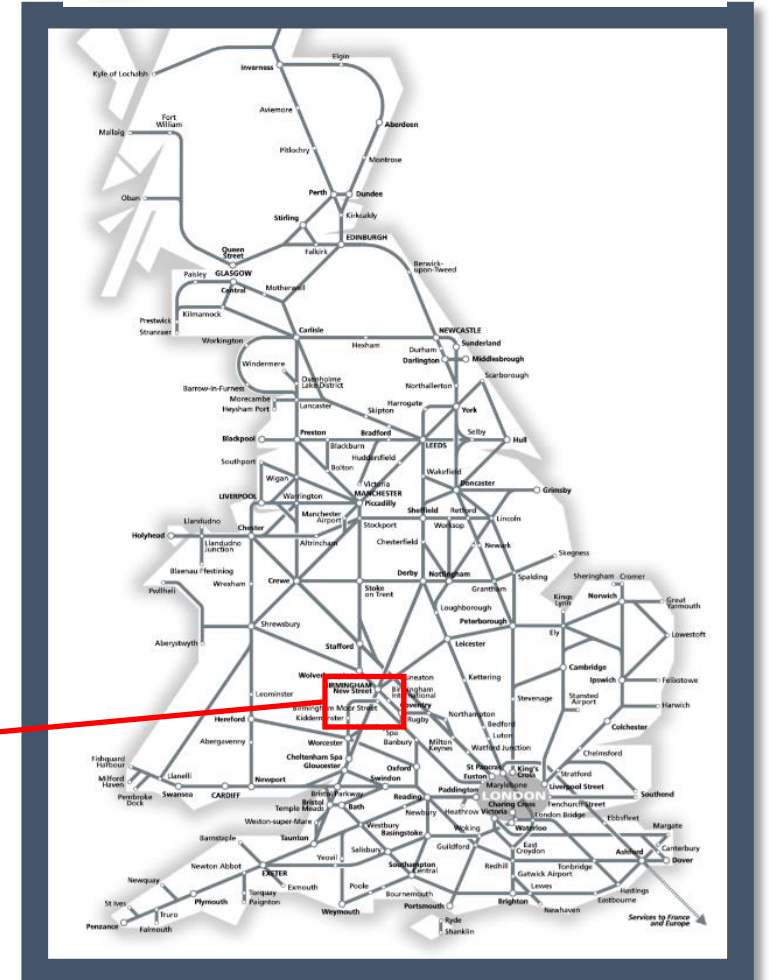 Elgin
Inverness
Kyle of Lochalsh
Aviemore
Fort
William
Mallaig
Aberdeen
Pitlochry
Montrose
Perth
Dundee
Oban
Stirling
Kirkcaldy
EDINBURGH
Queen
Street
Falkirk
Berwick-
upon-Tweed
Paisley
GLASGOW
Central
Motherwell
Kilmarnock
Prestwick
Stranraer
Carlisle
NEWCASTLE
Workington
Hexham
Sunderland
Durham
Darlington
Middlesbrough
Windermere
Scarborough
Oxenholme
Lake District
Northallerton
Barrow-in-Furness
Morecambe
Heysham Port
Lancaster
Harrogate
York
Skipton
Preston
Bradford
Selby
Blackpool
Blackburn
LEEDS
Hull
Huddersfield
Southport
Bolton
Wakefield
Wigan
Victoria
Doncaster
MANCHESTER
Grimsby
LIVERPOOL
Warrington
Piccadilly
Manchester
Airport
Sheffield
Retford
Llandudno
Stockport
Worksop
Lincoln
Chester
Holyhead
Llandudno
Junction
Altrincham
Chesterfield
Newark
Skegness
Blaenau Ffestiniog
Derby
Nottingham
Spalding
Sheringham
Cromer
Pwllheli
Wrexham
Crewe
Stoke
on Trent
Grantham
Kings
Lynn
Norwich
Great
Yarmouth
Loughborough
Shrewsbury
Peterborough
Ely
Lowestoft
Aberystwyth
Stafford
Leicester
Cambridge
Wolver
uneaton
Kettering
Ipswich
Felixstowe
BIRMINGHAM
New Street
Birmingham
International
Leominster
Coventry
Stevenage
Stansted
Airport
Harwich
Birmingham Moor Street
Kidderminster
Rugby
Northampton
Hereford
Bedford
Colchester
Spa
Abergavenny
Worcester
Banbury
Milton
Keynes
Luton
Watford Junction
Chelmsford
Cheltenham Spa
Gloucester
Fishguard
Harbour
Oxford
St Pancras
Euston
King's
Cross
Stratford
Milford
Haven
Llanelli
Newport
Swindon
Marylebone
Liverpool Street
Pembroke
Dock
Swansea
CARDIFF
Bristol Parkway
Paddington
LONDON
Southend
Bristol
Temple Meads
Bath
Reading
Charing Cross
Fenchurch Street
Newbury
Heathrow
Victoria
London Bridge
Ebbsfleet
Weston-super-Mare
Westbury
Basingstoke
Woking
Waterloo
Margate
Barnstaple
Taunton
Salisbury
Guildford
East
Croydon
Canterbury
Yeovil
Ashford
Dover
Newton Abbot
Southampton
Central
Redhill
Tonbridge
Gatwick Airport
EXETER
Newquay
Exmouth
Poole
Bournemouth
Lewes
Hastings
Torquay
Paignton
Eastbourne
St Ives
Plymouth
Weymouth
Portsmouth
Brighton
Newhaven
Truro
Penzance
Falmouth
Ryde
Shanklin
Services to France
and Europe